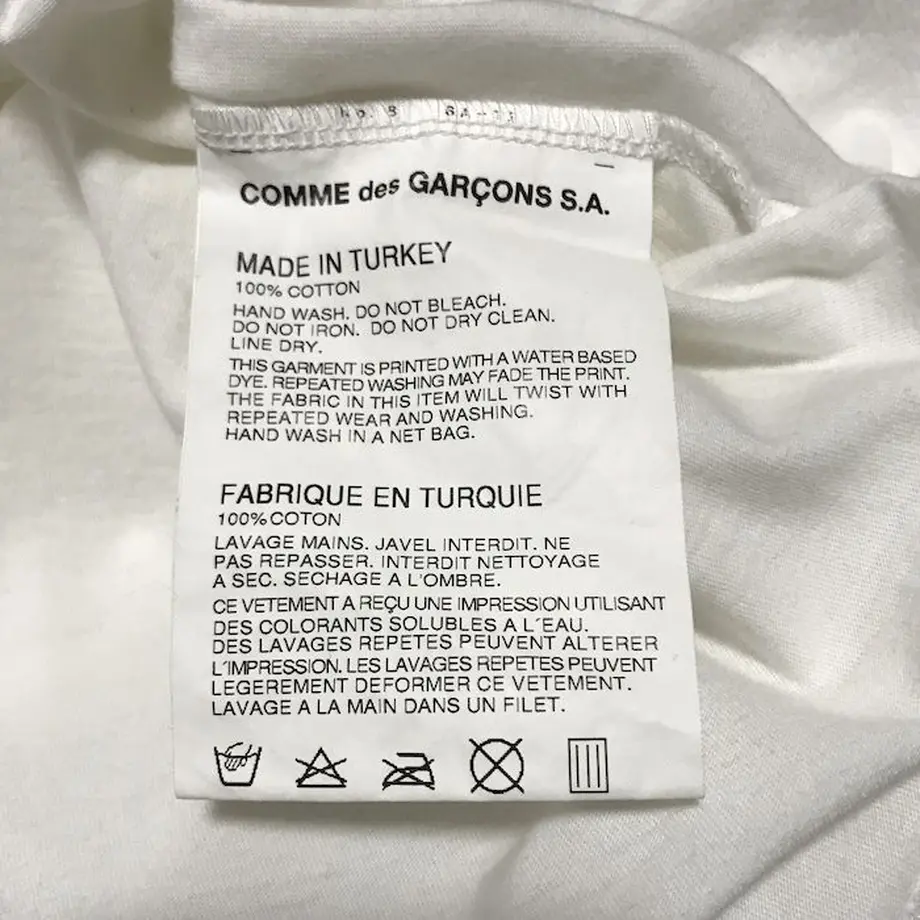 COMME des GARÇONS S.A.
MADE IN TURKEY
100% COTTON
HAND WASH. DO NOT BLEACH.
DO NOT IRON. DO NOT DRY CLEAN.
LINE DRY.
THIS GARMENT IS PRINTED WITH A WATER BASED
DYE. REPEATED WASHING MAY FADE THE PRINT.
THE FABRIC IN THIS ITEM WILL TWIST WITH
REPEATED WEAR AND WASHING.
HAND WASH IN A NET BAG.
FABRIQUE EN TURQUIE
100% COTON
LAVAGE MAINS. JAVEL INTERDIT. NE
PAS REPASSER. INTERDIT NETTOYAGE
A SEC. SECHAGE A L'OMBRE.
CE VETEMENT A REÇU UNE IMPRESSION UTILISANT
DES COLORANTS SOLUBLES A L'EAU.
DES LAVAGES REPETES PEUVENT ALTERER
L'IMPRESSION. LES LAVAGES REPETES PEUVENT
LEGEREMENT DEFORMER CE VETEMENT.
LAVAGE A LA MAIN DANS UN FILET.